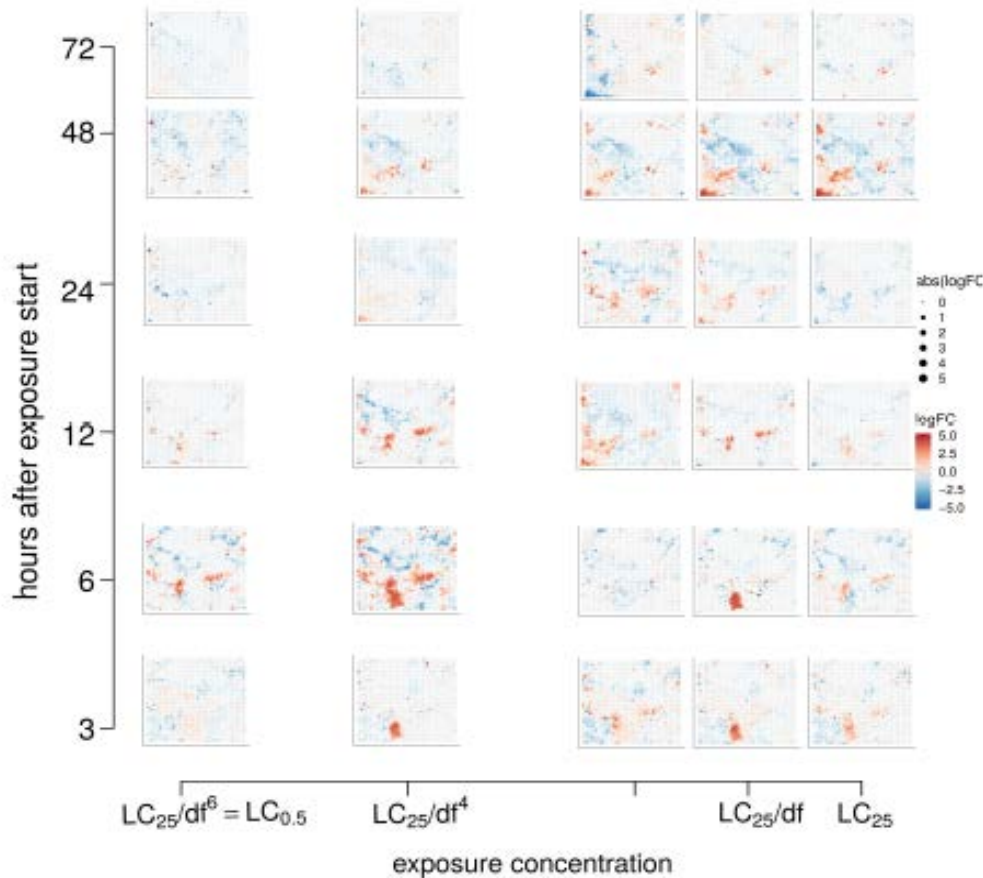 72
48
24
12
6
3
hours after exposure start
abs(logFC
0
1
2
3
4
5
logFC
5.0
2.5
0.0
−2.5
−5.0
LC₂₅/df⁶ = LC₀.₅
LC₂₅/df⁴
LC₂₅/df
LC₂₅
exposure concentration